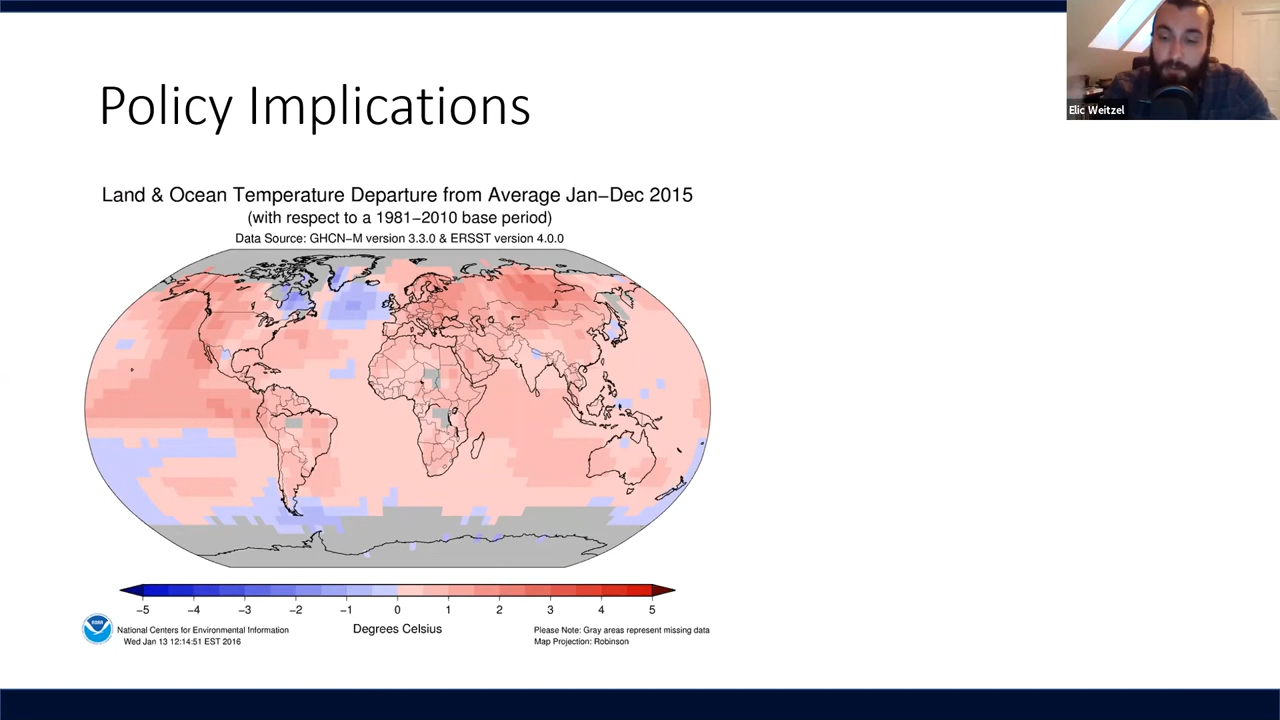 Policy Implications
Elic Weitzel
Land & Ocean Temperature Departure from Average Jan–Dec 2015
(with respect to a 1981–2010 base period)
Data Source: GHCN–M version 3.3.0 & ERSST version 4.0.0
−5 −4 −3 −2 −1 0 1 2 3 4 5
Degrees Celsius
NOAA
National Centers for Environmental Information
Wed Jan 13 12:14:51 EST 2016
Please Note: Gray areas represent missing data
Map Projection: Robinson